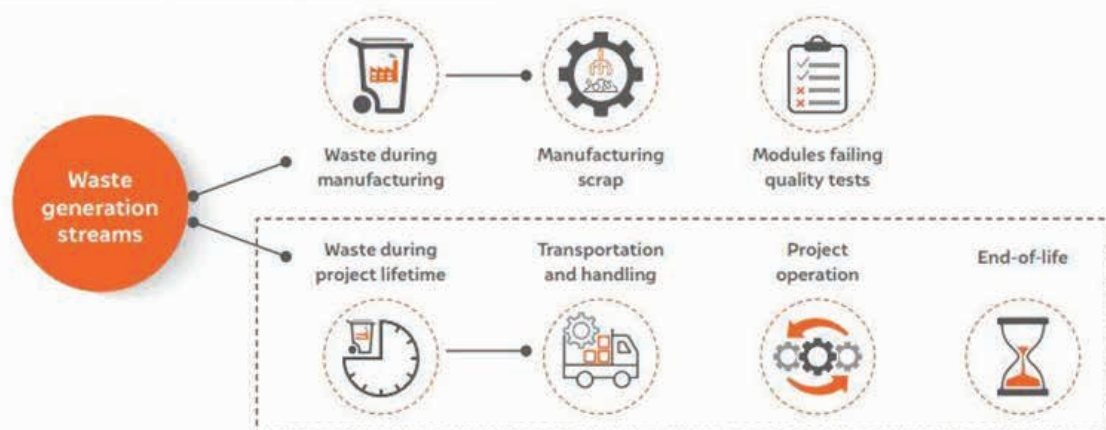 Waste
generation
streams
Waste during
manufacturing
Manufacturing
scrap
Modules failing
quality tests
Waste during
project lifetime
Transportation
and handling
Project
operation
End-of-life